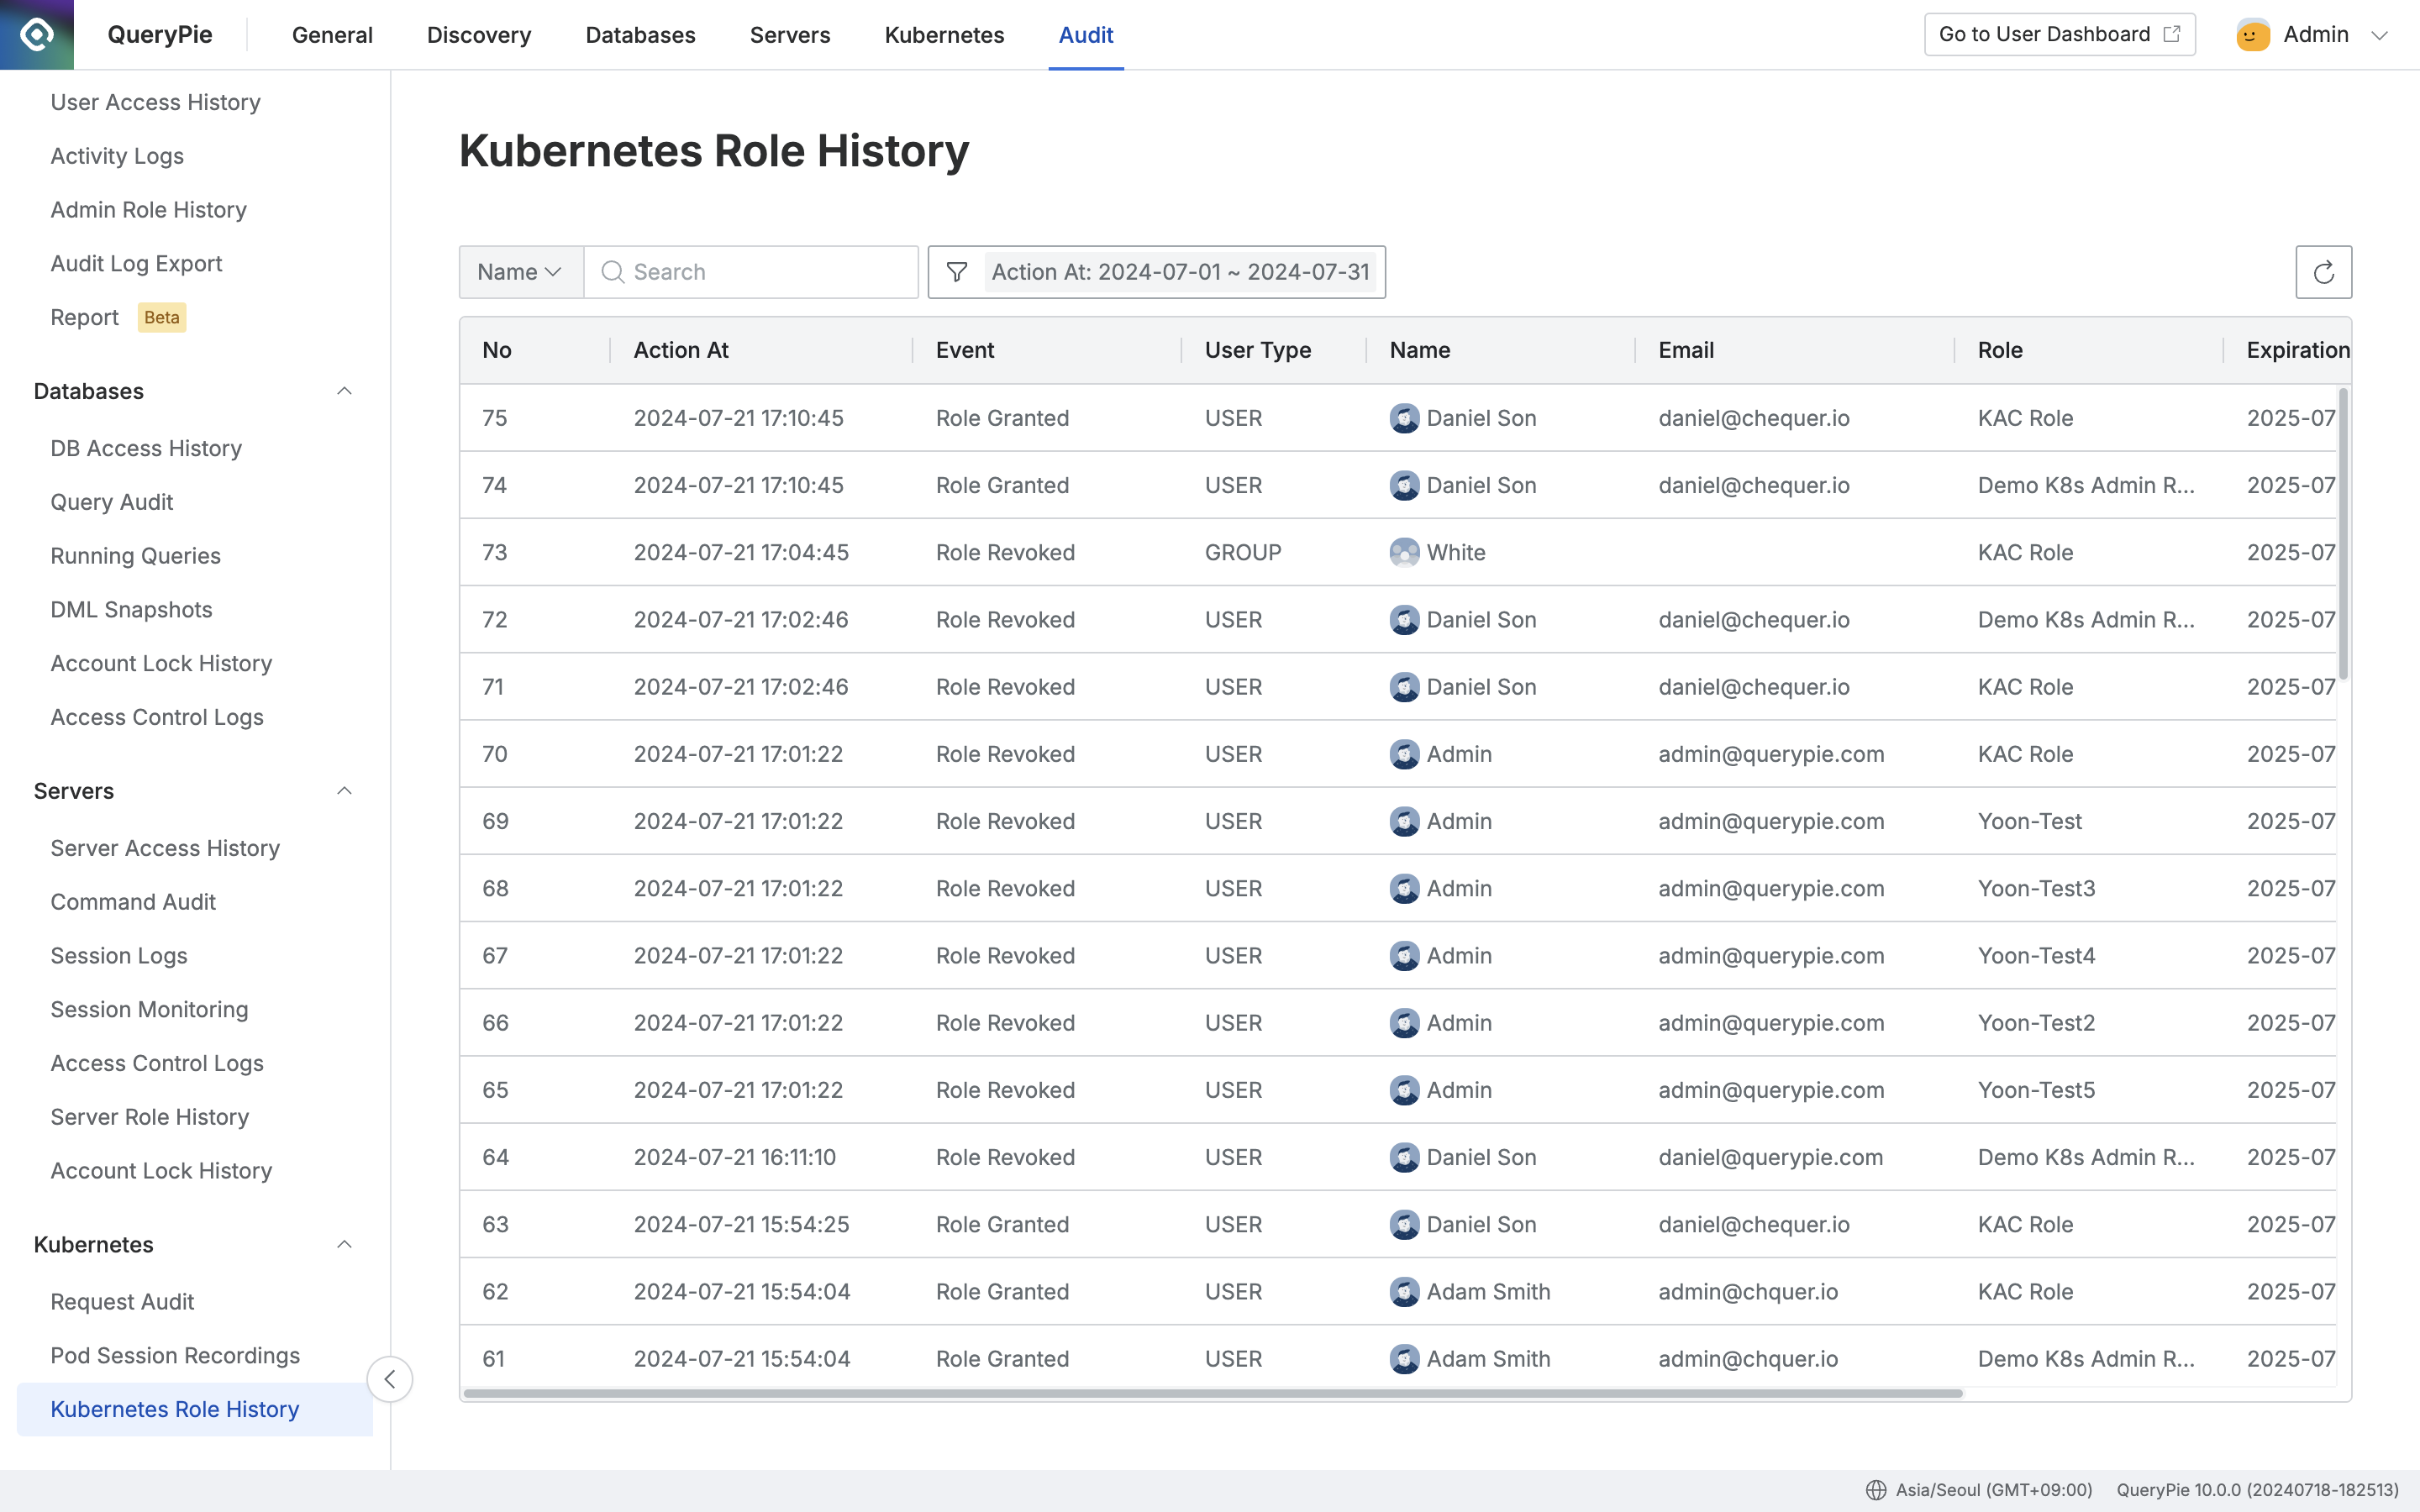 QueryPie General Discovery Databases Servers Kubernetes Audit Go to User Dashboard Admin
User Access History
Activity Logs
Admin Role History
Audit Log Export
Report Beta
Databases
DB Access History
Query Audit
Running Queries
DML Snapshots
Account Lock History
Access Control Logs
Servers
Server Access History
Command Audit
Session Logs
Session Monitoring
Access Control Logs
Server Role History
Account Lock History
Kubernetes
Request Audit
Pod Session Recordings
Kubernetes Role History
Kubernetes Role History
Name Search Action At: 2024-07-01 ~ 2024-07-31
No Action At Event User Type Name Email Role Expiration
75 2024-07-21 17:10:45 Role Granted USER Daniel Son daniel@chequer.io KAC Role 2025-07
74 2024-07-21 17:10:45 Role Granted USER Daniel Son daniel@chequer.io Demo K8s Admin R... 2025-07
73 2024-07-21 17:04:45 Role Revoked GROUP White KAC Role 2025-07
72 2024-07-21 17:02:46 Role Revoked USER Daniel Son daniel@chequer.io Demo K8s Admin R... 2025-07
71 2024-07-21 17:02:46 Role Revoked USER Daniel Son daniel@chequer.io KAC Role 2025-07
70 2024-07-21 17:01:22 Role Revoked USER Admin admin@querypie.com KAC Role 2025-07
69 2024-07-21 17:01:22 Role Revoked USER Admin admin@querypie.com Yoon-Test 2025-07
68 2024-07-21 17:01:22 Role Revoked USER Admin admin@querypie.com Yoon-Test3 2025-07
67 2024-07-21 17:01:22 Role Revoked USER Admin admin@querypie.com Yoon-Test4 2025-07
66 2024-07-21 17:01:22 Role Revoked USER Admin admin@querypie.com Yoon-Test2 2025-07
65 2024-07-21 17:01:22 Role Revoked USER Admin admin@querypie.com Yoon-Test5 2025-07
64 2024-07-21 16:11:10 Role Revoked USER Daniel Son daniel@querypie.com Demo K8s Admin R... 2025-07
63 2024-07-21 15:54:25 Role Granted USER Daniel Son daniel@chequer.io KAC Role 2025-07
62 2024-07-21 15:54:04 Role Granted USER Adam Smith admin@chquer.io KAC Role 2025-07
61 2024-07-21 15:54:04 Role Granted USER Adam Smith admin@chquer.io Demo K8s Admin R... 2025-07
Asia/Seoul (GMT+09:00) QueryPie 10.0.0 (20240718-182513)